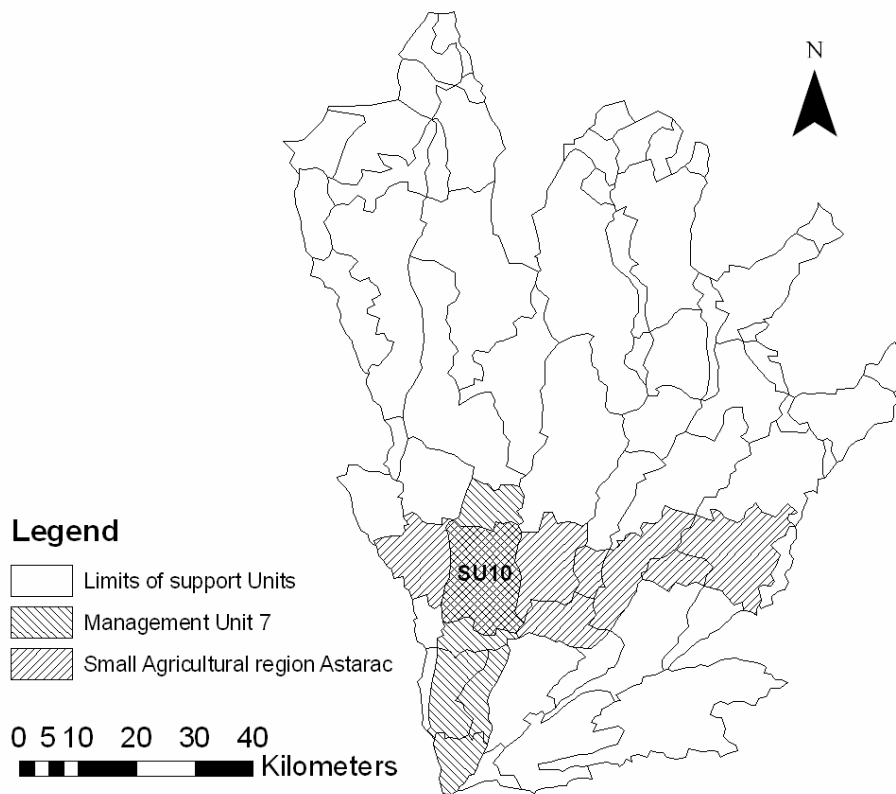 N
SU10
Legend
Limits of support Units
Management Unit 7
Small Agricultural region Astarac
0 5 10 20 30 40
Kilometers